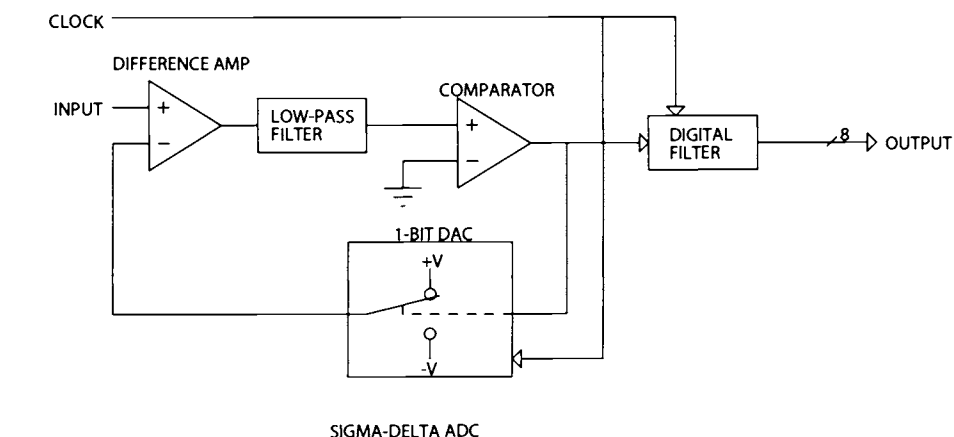 CLOCK
DIFFERENCE AMP
INPUT
+
−
LOW-PASS
FILTER
COMPARATOR
+
−
DIGITAL
FILTER
8
OUTPUT
1-BIT DAC
+V
-V
SIGMA-DELTA ADC